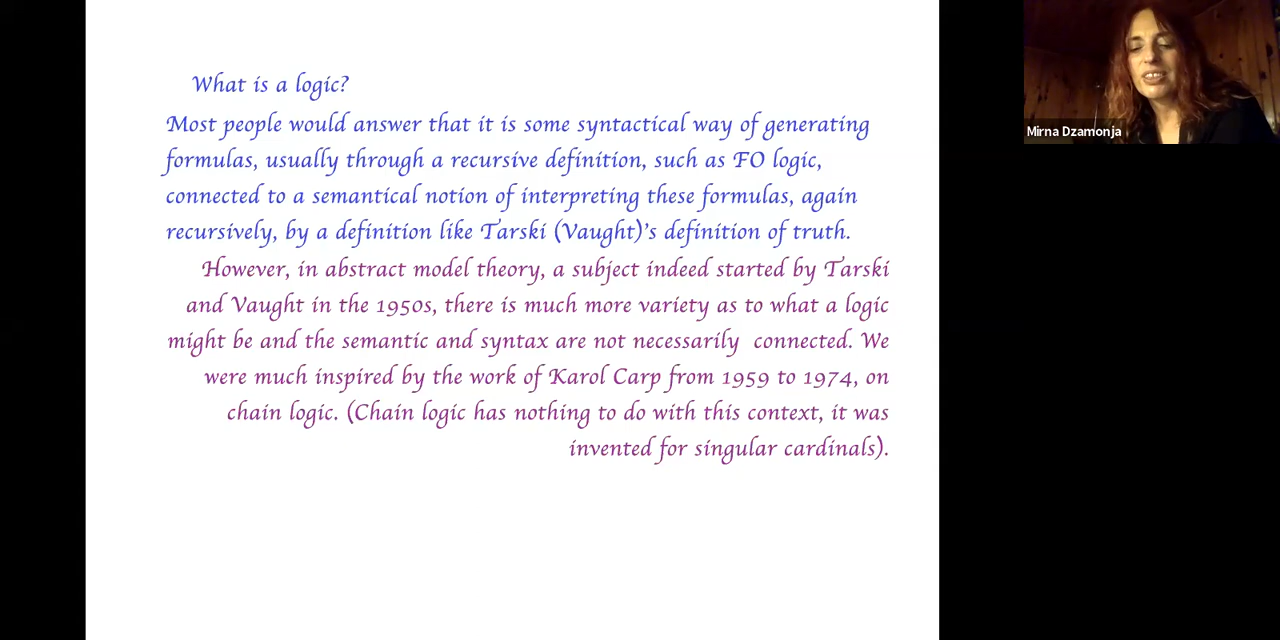 What is a logic?
Most people would answer that it is some syntactical way of generating
formulas, usually through a recursive definition, such as FO logic,
connected to a semantical notion of interpreting these formulas, again
recursively, by a definition like Tarski (Vaught)'s definition of truth.
However, in abstract model theory, a subject indeed started by Tarski
and Vaught in the 1950s, there is much more variety as to what a logic
might be and the semantic and syntax are not necessarily connected. We
were much inspired by the work of Karol Carp from 1959 to 1974, on
chain logic. (Chain logic has nothing to do with this context, it was
invented for singular cardinals).
Mirna Dzamonja